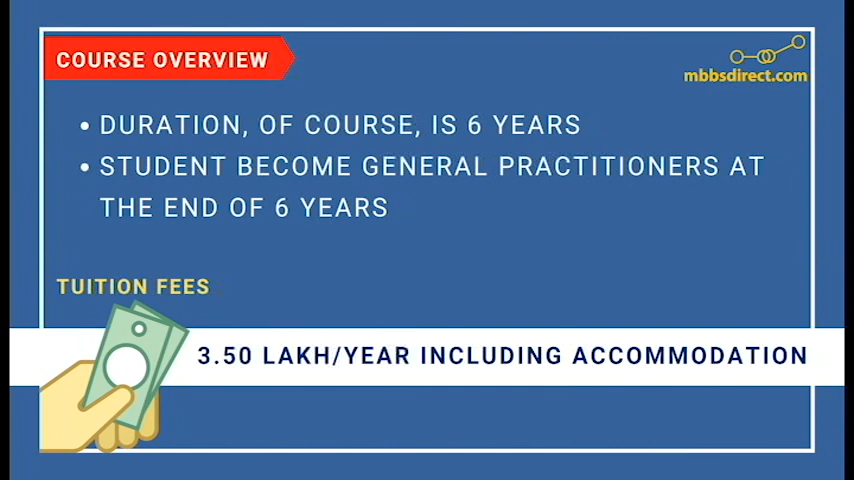 COURSE OVERVIEW
mbbsdirect.com
DURATION, OF COURSE, IS 6 YEARS
STUDENT BECOME GENERAL PRACTITIONERS AT
THE END OF 6 YEARS
TUITION FEES
3.50 LAKH/YEAR INCLUDING ACCOMMODATION